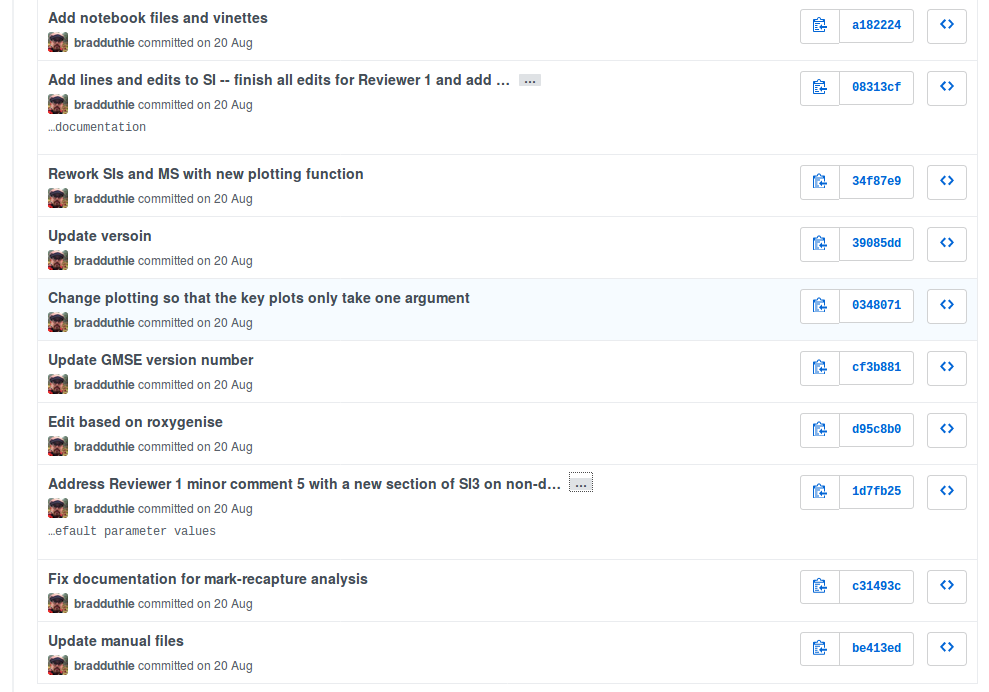 Add notebook files and vinettes
a182224
bradduthie committed on 20 Aug
Add lines and edits to SI -- finish all edits for Reviewer 1 and add … …
08313cf
bradduthie committed on 20 Aug
…documentation
Rework SIs and MS with new plotting function
34f87e9
bradduthie committed on 20 Aug
Update versoin
39085dd
bradduthie committed on 20 Aug
Change plotting so that the key plots only take one argument
0348071
bradduthie committed on 20 Aug
Update GMSE version number
cf3b881
bradduthie committed on 20 Aug
Edit based on roxygenise
d95c8b0
bradduthie committed on 20 Aug
Address Reviewer 1 minor comment 5 with a new section of SI3 on non-d… …
1d7fb25
bradduthie committed on 20 Aug
…efault parameter values
Fix documentation for mark-recapture analysis
c31493c
bradduthie committed on 20 Aug
Update manual files
be413ed
bradduthie committed on 20 Aug